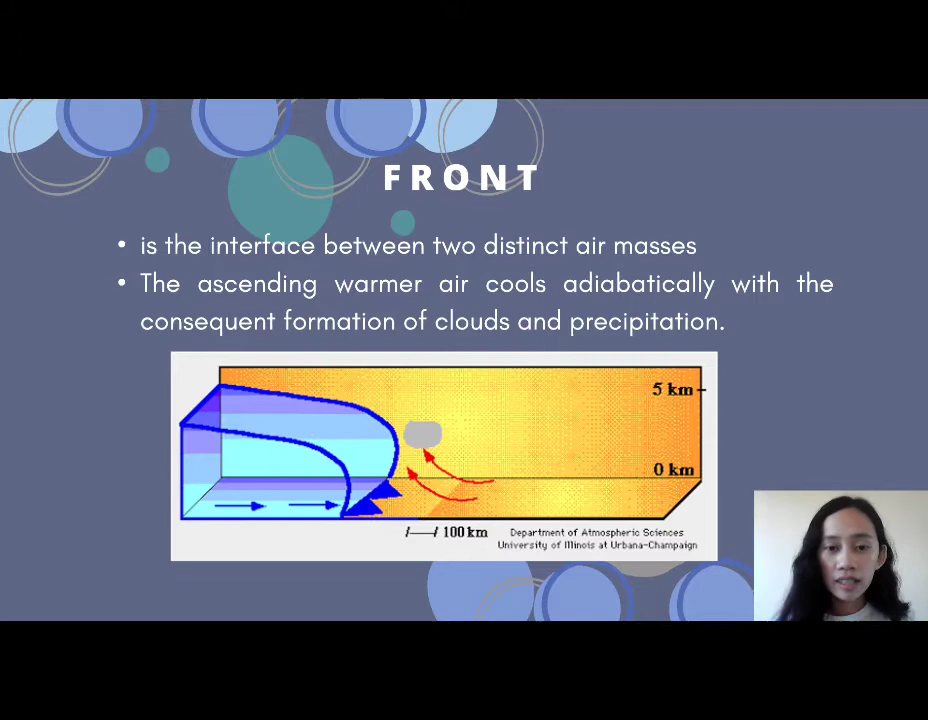 FRONT
• is the interface between two distinct air masses
• The ascending warmer air cools adiabatically with the
consequent formation of clouds and precipitation.
5 km
0 km
100 km
Department of Atmospheric Sciences
University of Illinois at Urbana-Champaign